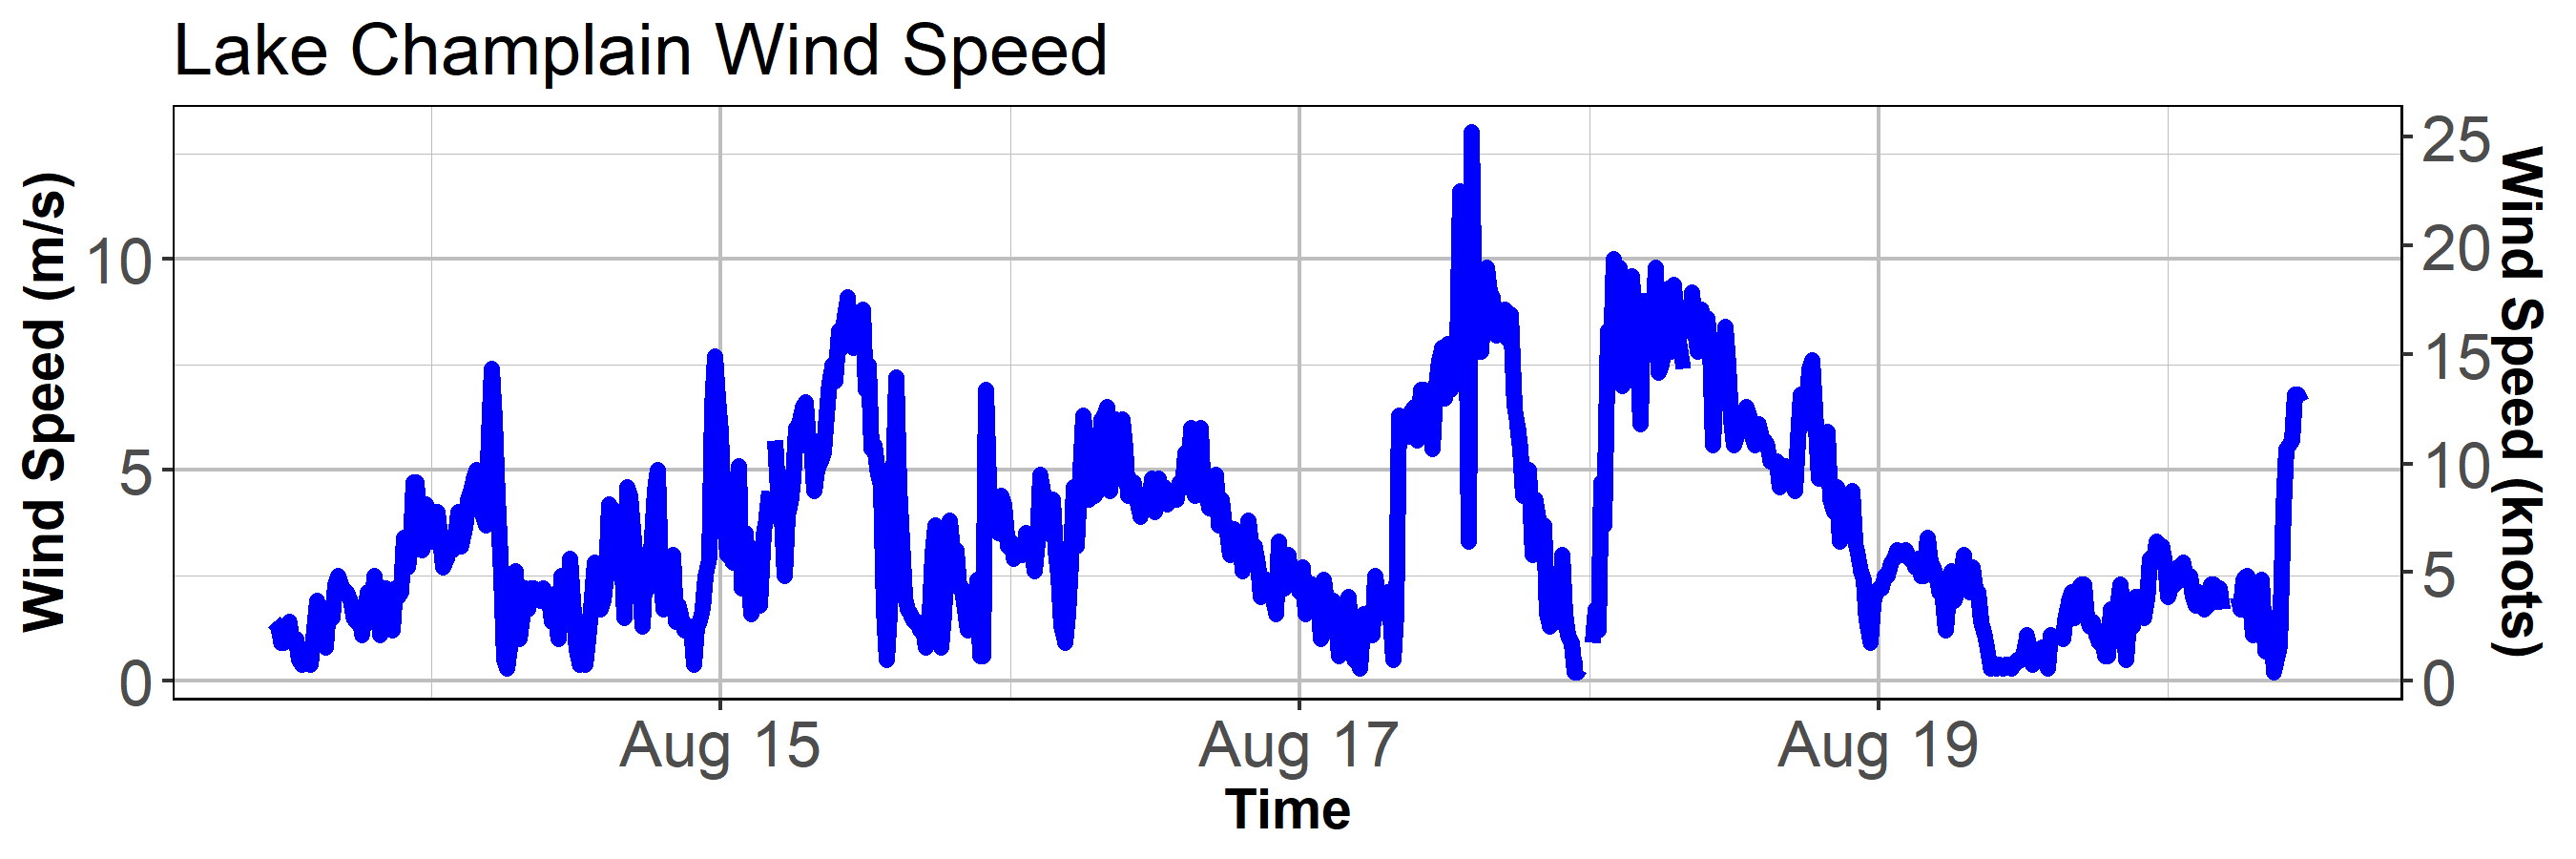 Lake Champlain Wind Speed
Wind Speed (m/s)
10
5
0
25
20
15
10
5
0
Wind Speed (knots)
Aug 15
Aug 17
Aug 19
Time